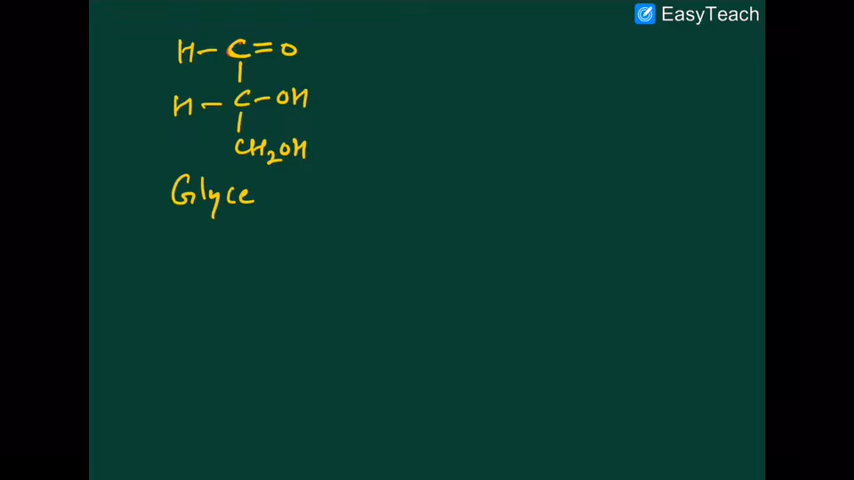 EasyTeach
H-C=O
H-C-OH
CH2OH
Glyce